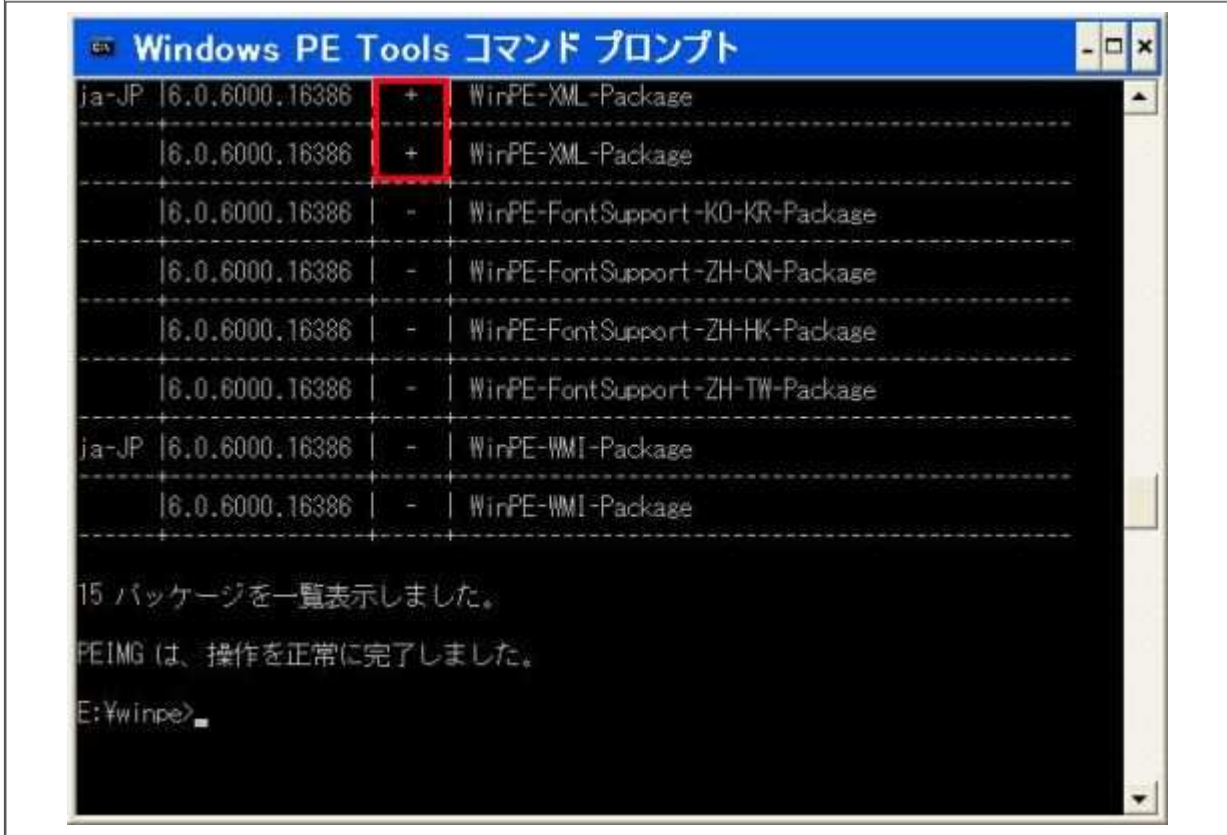 Windows PE Tools コマンド プロンプト
ja-JP |6.0.6000.16386 | + | WinPE-XML-Package
|6.0.6000.16386 | + | WinPE-XML-Package
|6.0.6000.16386 | - | WinPE-FontSupport-KO-KR-Package
|6.0.6000.16386 | - | WinPE-FontSupport-ZH-CN-Package
|6.0.6000.16386 | - | WinPE-FontSupport-ZH-HK-Package
|6.0.6000.16386 | - | WinPE-FontSupport-ZH-TW-Package
ja-JP |6.0.6000.16386 | - | WinPE-WMI-Package
|6.0.6000.16386 | - | WinPE-WMI-Package
15 パッケージを一覧表示しました。
PEIMG は、操作を正常に完了しました。
E:¥winpe>_